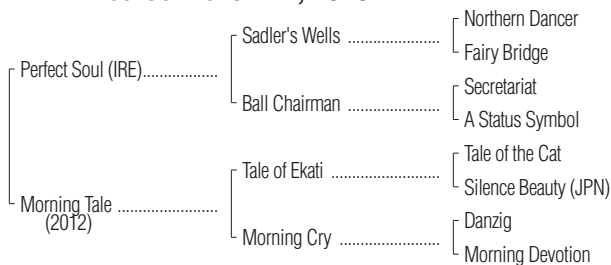 Northern Dancer
Sadler's Wells ....................
Fairy Bridge
Perfect Soul (IRE)................
Secretariat
Ball Chairman ....................
A Status Symbol
Tale of the Cat
Tale of Ekati ......................
Silence Beauty (JPN)
Morning Tale ....................
(2012)
Danzig
Morning Cry .....................
Morning Devotion